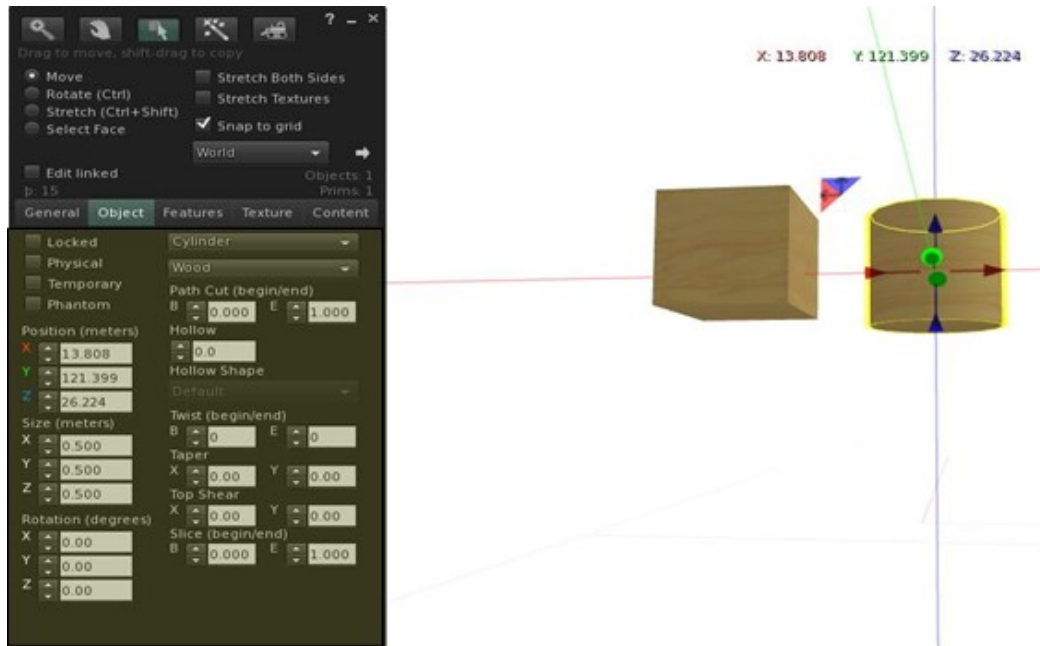 ? – ×
Drag to move, shift-drag to copy
Move
Rotate (Ctrl)
Stretch (Ctrl+Shift)
Select Face
Stretch Both Sides
Stretch Textures
Snap to grid
World
Edit linked
Objects: 1
þ: 15
Prims: 1
General Object Features Texture Content
Locked
Physical
Temporary
Phantom
Position (meters)
X 13.808
Y 121.399
Z 26.224
Size (meters)
X 0.500
Y 0.500
Z 0.500
Rotation (degrees)
X 0.00
Y 0.00
Z 0.00
Cylinder
Wood
Path Cut (begin/end)
B 0.000 E 1.000
Hollow
0.0
Hollow Shape
Default
Twist (begin/end)
B 0 E 0
Taper
X 0.00 Y 0.00
Top Shear
X 0.00 Y 0.00
Slice (begin/end)
B 0.000 E 1.000
X: 13.808 Y: 121.399 Z: 26.224